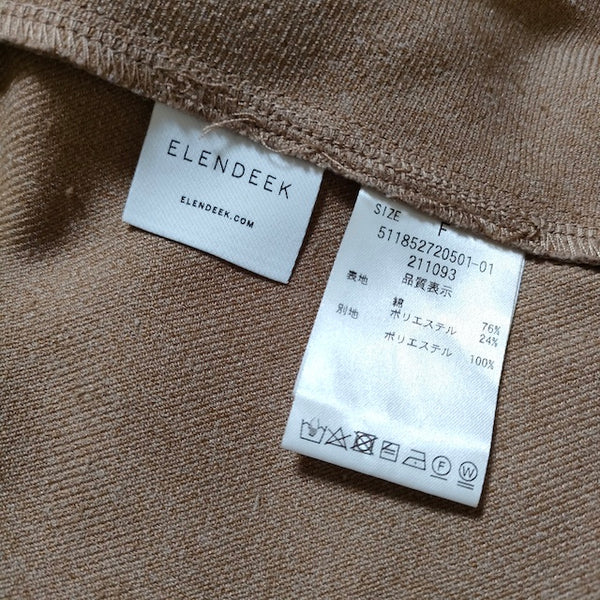 ELENDEEK
ELENDEEK.COM
SIZE F
511852720501-01
211093
品質表示
表地 綿 76%
ポリエステル 24%
別地 ポリエステル 100%
F W